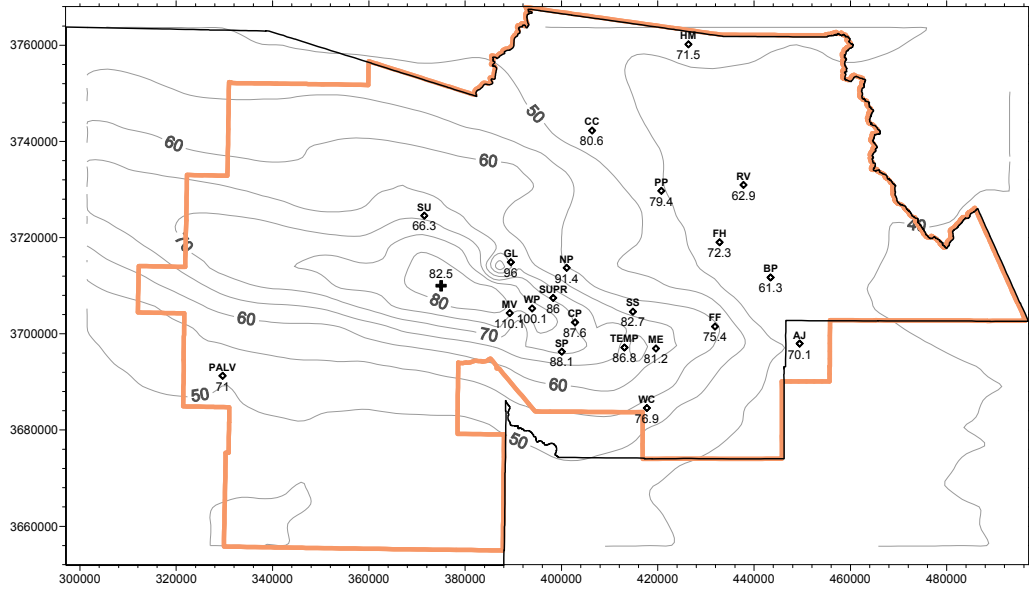 3760000
3740000
3720000
3700000
3680000
3660000
300000
320000
340000
360000
380000
400000
420000
440000
460000
480000
HM
71.5
50
CC
80.6
60
60
PP
79.4
RV
62.9
SU
66.3
40
70
FH
72.3
GL
96
NP
91.4
BP
61.3
82.5
80
SUPR
86
MV
110.1
WP
100.1
CP
87.6
SS
82.7
FF
75.4
60
70
SP
88.1
TEMP
86.8
ME
81.2
AJ
70.1
PALV
71
60
50
WC
76.9
50